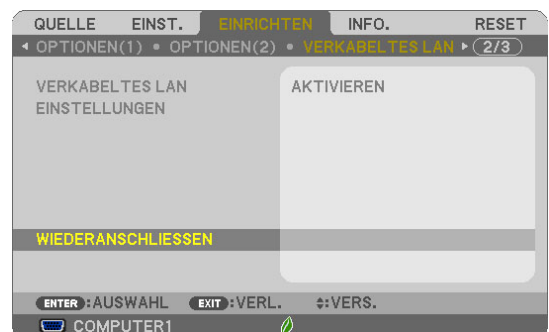 QUELLE EINST. EINRICHTEN INFO. RESET
OPTIONEN(1) • OPTIONEN(2) • VERKABELTES LAN 2/3
VERKABELTES LAN AKTIVIEREN
EINSTELLUNGEN
WIEDERANSCHLIESSEN
ENTER :AUSWAHL EXIT :VERL. :VERS.
COMPUTER1